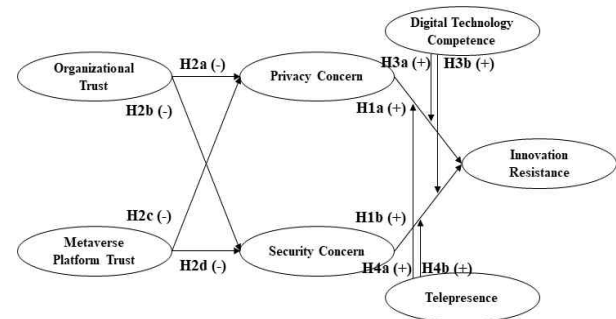 Digital Technology
Competence
H2a (-)
H3a (+)
H3b (+)
Organizational
Trust
Privacy Concern
H2b (-)
H1a (+)
Innovation
Resistance
H2c (-)
H1b (+)
Metaverse
Platform Trust
Security Concern
H2d (-)
H4a (+)
H4b (+)
Telepresence